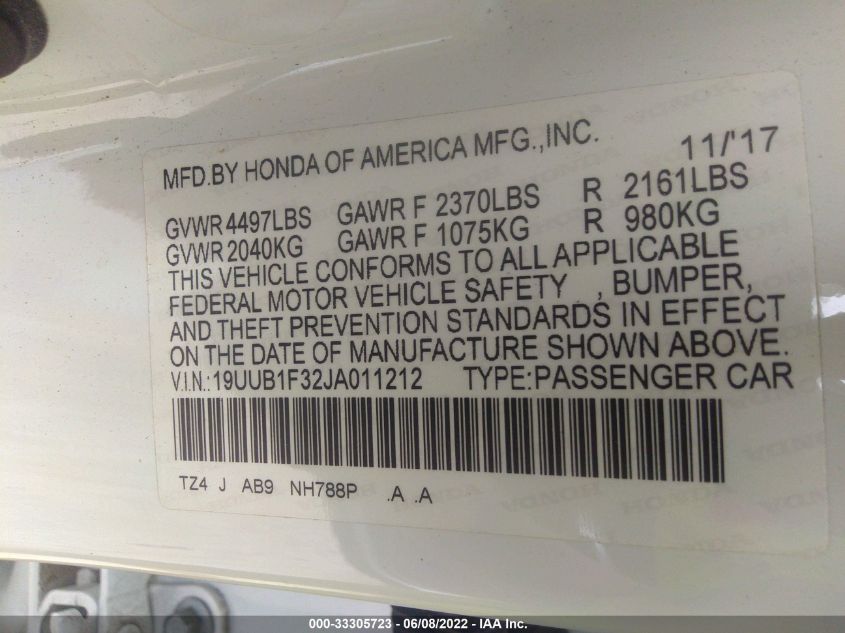 MFD.BY HONDA OF AMERICA MFG.,INC. 11/'17
GVWR 4497LBS GAWR F 2370LBS R 2161LBS
GVWR 2040KG GAWR F 1075KG R 980KG
THIS VEHICLE CONFORMS TO ALL APPLICABLE
FEDERAL MOTOR VEHICLE SAFETY , BUMPER,
AND THEFT PREVENTION STANDARDS IN EFFECT
ON THE DATE OF MANUFACTURE SHOWN ABOVE.
V.I.N.:19UUB1F32JA011212 TYPE:PASSENGER CAR
TZ4 J AB9 NH788P .A .A
000-33305723 - 06/08/2022 - IAA Inc.